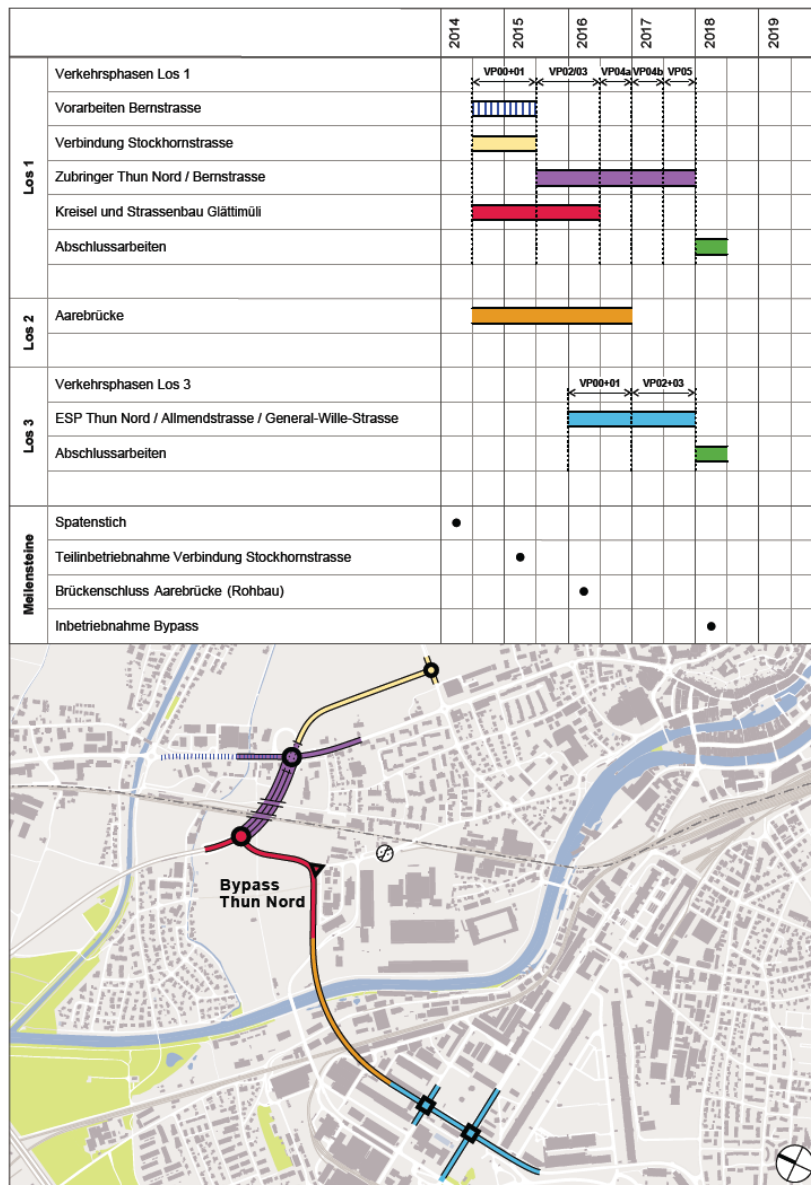 2014 2015 2016 2017 2018 2019
Los 1
Verkehrsphasen Los 1 VP00+01 VP02/03 VP04a VP04b VP05
Vorarbeiten Bernstrasse
Verbindung Stockhornstrasse
Zubringer Thun Nord / Bernstrasse
Kreisel und Strassenbau Glättimüli
Abschlussarbeiten
Los 2
Aarebrücke
Los 3
Verkehrsphasen Los 3 VP00+01 VP02+03
ESP Thun Nord / Allmendstrasse / General-Wille-Strasse
Abschlussarbeiten
Meilensteine
Spatenstich
Teilinbetriebnahme Verbindung Stockhornstrasse
Brückenschluss Aarebrücke (Rohbau)
Inbetriebnahme Bypass
Bypass
Thun Nord